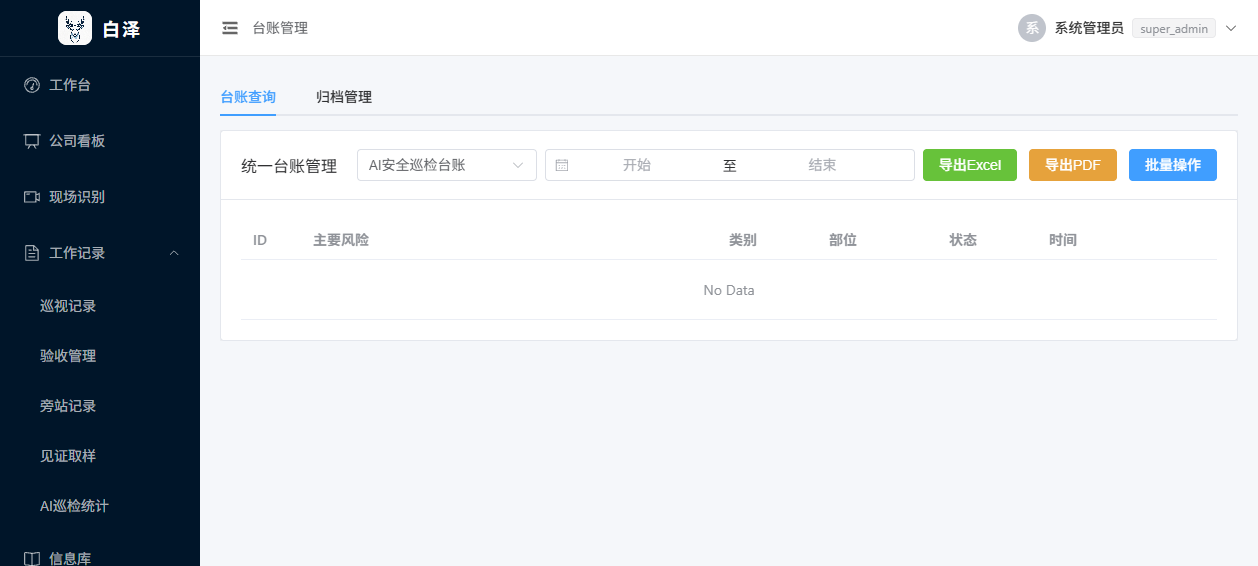 白泽
台账管理
系 系统管理员 super_admin
工作台
公司看板
现场识别
工作记录
巡视记录
验收管理
旁站记录
见证取样
AI巡检统计
信息库
台账查询 归档管理
统一台账管理 AI安全巡检台账 开始 至 结束 导出Excel 导出PDF 批量操作
ID 主要风险 类别 部位 状态 时间
No Data